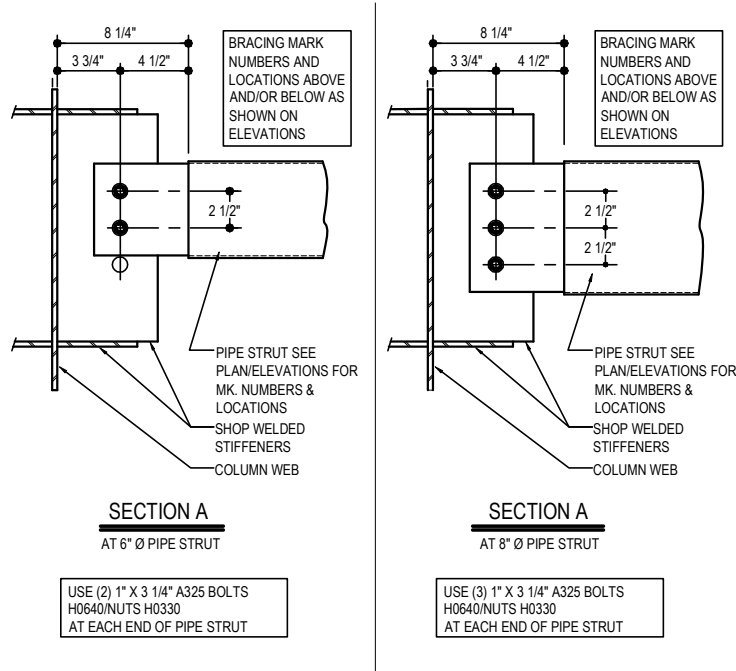 8 1/4"
3 3/4"
4 1/2"
BRACING MARK
NUMBERS AND
LOCATIONS ABOVE
AND/OR BELOW AS
SHOWN ON
ELEVATIONS
2 1/2"
PIPE STRUT SEE
PLAN/ELEVATIONS FOR
MK. NUMBERS &
LOCATIONS
SHOP WELDED
STIFFENERS
COLUMN WEB
SECTION A
AT 6" Ø PIPE STRUT
USE (2) 1" X 3 1/4" A325 BOLTS
H0640/NUTS H0330
AT EACH END OF PIPE STRUT
8 1/4"
3 3/4"
4 1/2"
BRACING MARK
NUMBERS AND
LOCATIONS ABOVE
AND/OR BELOW AS
SHOWN ON
ELEVATIONS
2 1/2"
2 1/2"
PIPE STRUT SEE
PLAN/ELEVATIONS FOR
MK. NUMBERS &
LOCATIONS
SHOP WELDED
STIFFENERS
COLUMN WEB
SECTION A
AT 8" Ø PIPE STRUT
USE (3) 1" X 3 1/4" A325 BOLTS
H0640/NUTS H0330
AT EACH END OF PIPE STRUT